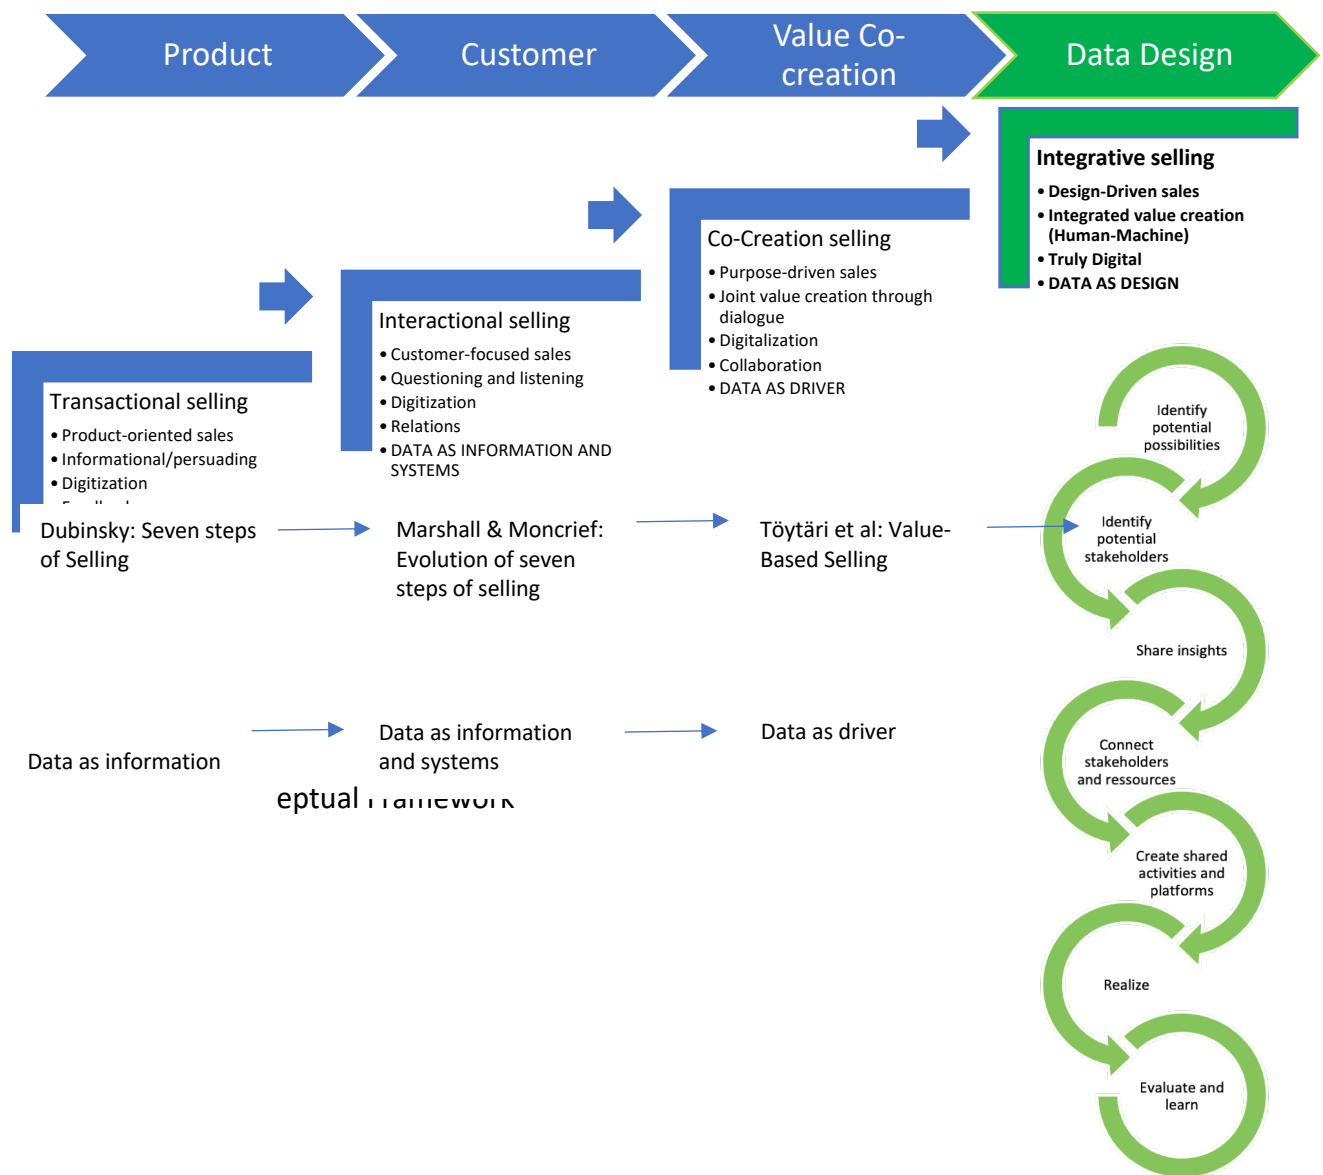 Product
Customer
Value Co-
creation
Data Design
Integrative selling
• Design-Driven sales
• Integrated value creation
(Human-Machine)
• Truly Digital
• DATA AS DESIGN
Co-Creation selling
• Purpose-driven sales
• Joint value creation through
dialogue
• Digitalization
• Collaboration
• DATA AS DRIVER
Interactional selling
• Customer-focused sales
• Questioning and listening
• Digitization
• Relations
• DATA AS INFORMATION AND
SYSTEMS
Transactional selling
• Product-oriented sales
• Informational/persuading
• Digitization
Dubinsky: Seven steps
of Selling
Marshall & Moncrief:
Evolution of seven
steps of selling
Töytäri et al: Value-
Based Selling
Data as information
Data as information
and systems
Data as driver
eptual Framework
Identify
potential
possibilities
Identify
potential
stakeholders
Share insights
Connect
stakeholders
and ressources
Create shared
activities and
platforms
Realize
Evaluate and
learn